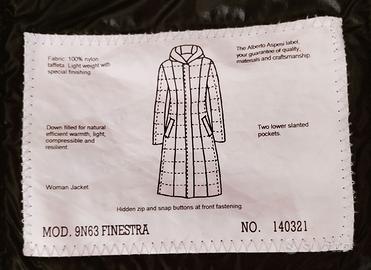 Fabric: 100% nylon
taffeta. Light weight with
special finishing.
The Alberto Aspesi label,
your guarantee of quality,
materials and craftsmanship.
Down filled for natural
efficient warmth, light,
compressible and
resilient.
Two lower slanted
pockets.
Woman Jacket
Hidden zip and snap buttons at front fastening.
MOD. 9N63 FINESTRA
NO. 140321